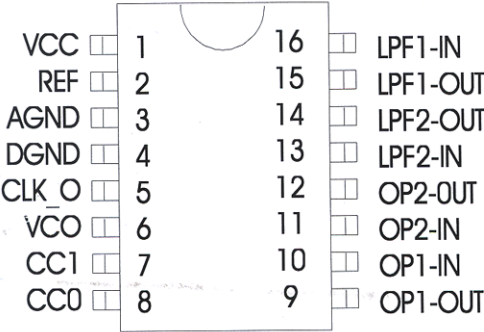 VCC 1 16 LPF1-IN
REF 2 15 LPF1-OUT
AGND 3 14 LPF2-OUT
DGND 4 13 LPF2-IN
CLK_O 5 12 OP2-0UT
VCO 6 11 OP2-IN
CC1 7 10 OP1-IN
CC0 8 9 OP1-OUT